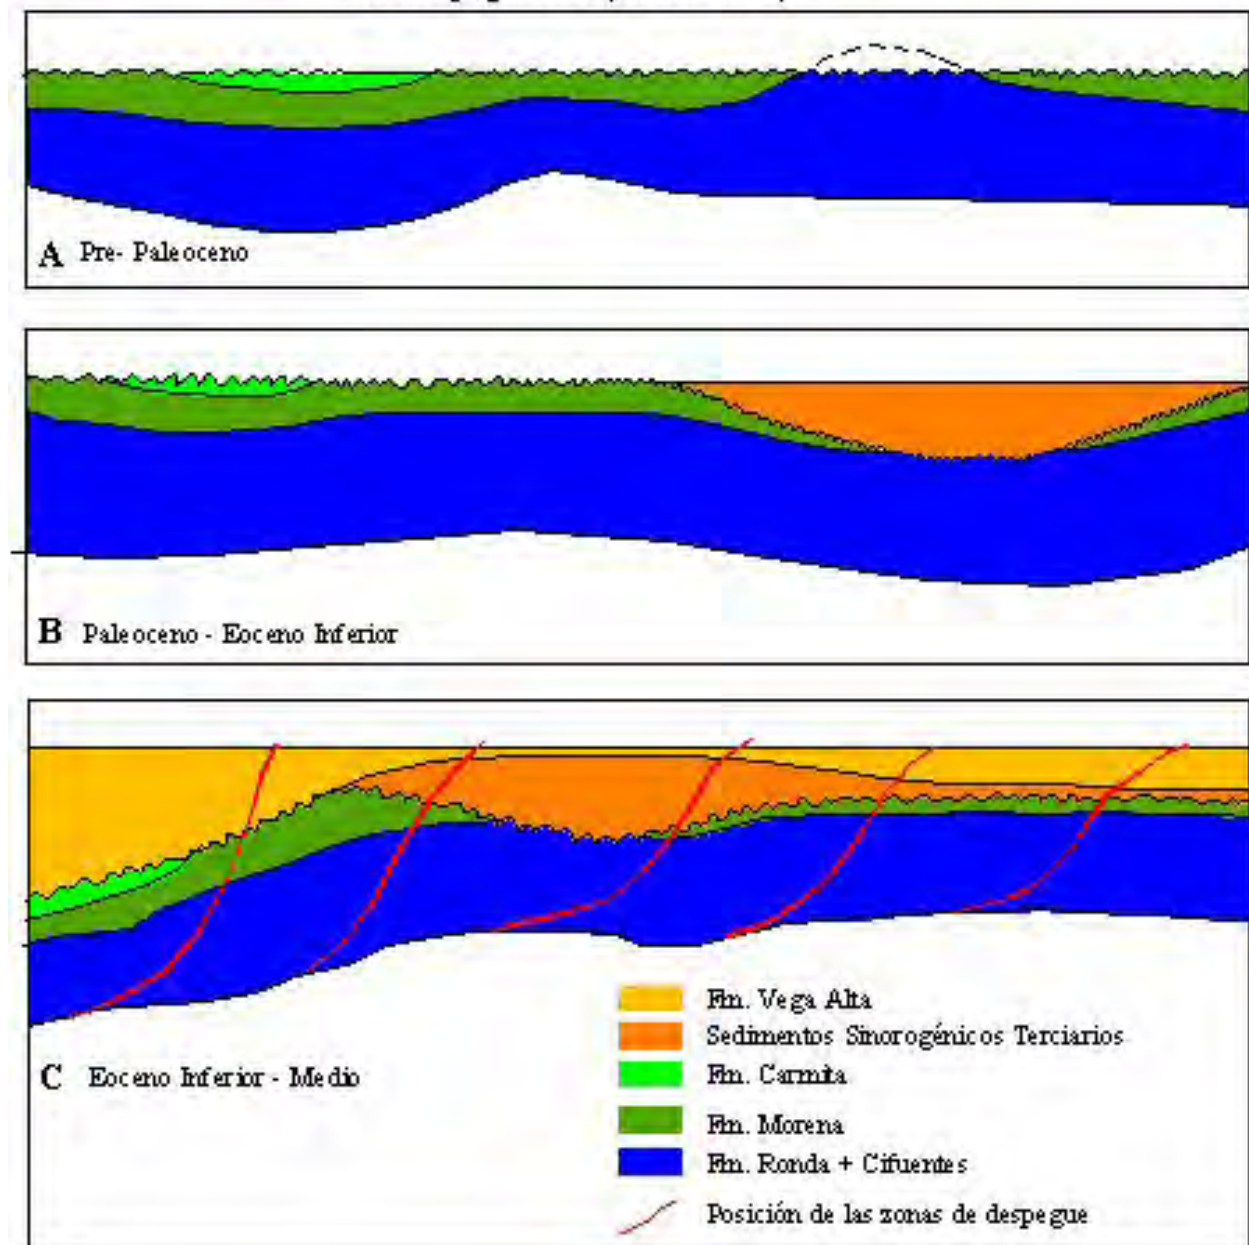 A Pre- Paleoceno
B Paleoceno - Eoceno Inferior
C Eoceno Inferior - Medio
Fm. Vega Alta
Sedimentos Sinorogénicos Terciarios
Fm. Carmita
Fm. Morena
Fm. Ronda + Cifuentes
Posición de las zonas de despegue